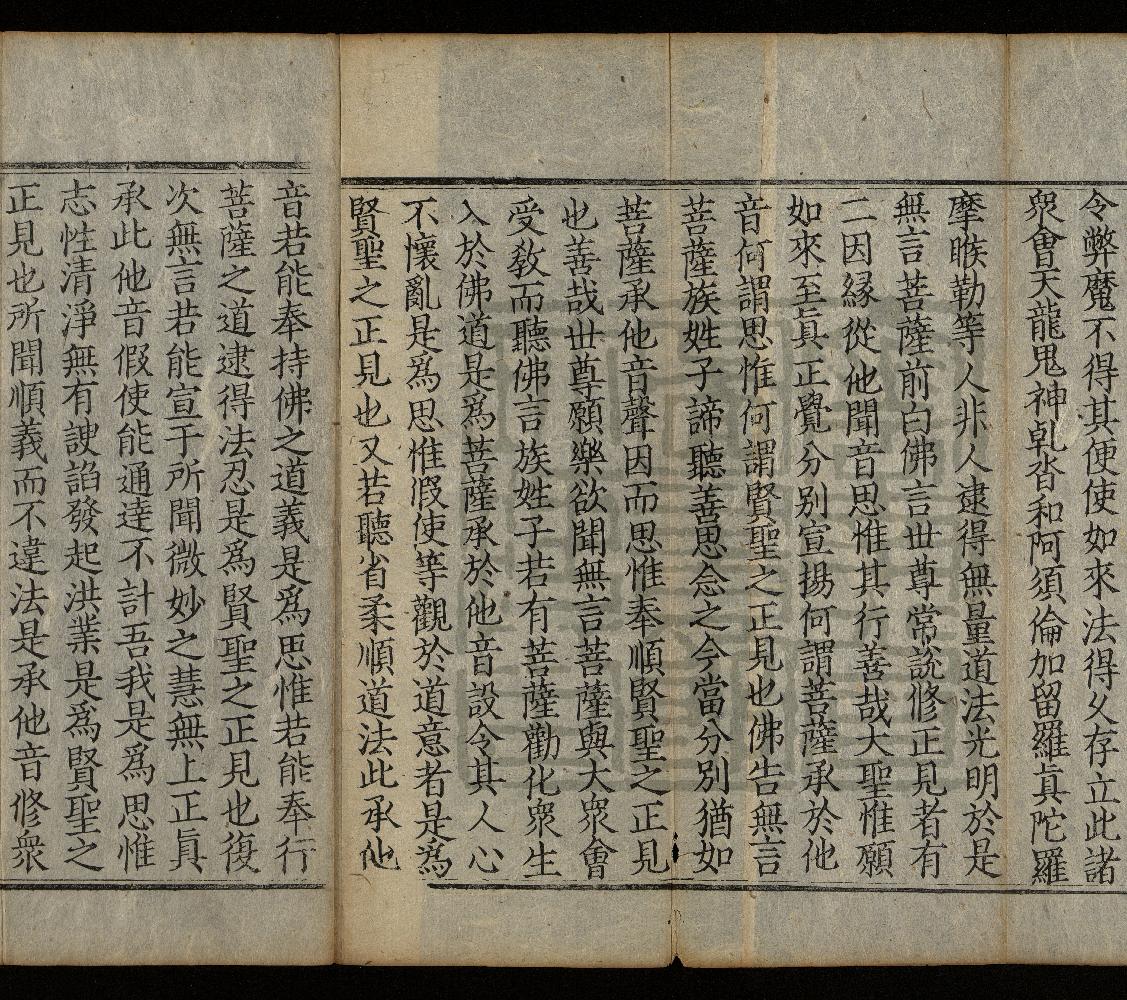 令弊魔不得其使使如來法得久存立此諸
衆會天龍鬼神乹沓和阿須倫加留羅真陀羅
摩睺勒等人非人逮得無量道法光明於是
無言菩薩前白佛言世尊常説修正見者有
二因縁從他聞音思惟其行善哉大聖惟願
如來至真正覺分别宣揚何謂菩薩承於他
音何謂思惟何謂賢聖之正見也佛告無言
菩薩族姓子諦聽善思念之今當分别猶如
菩薩承他音聲因而思惟奉順賢聖之正見
也善哉世尊願樂欲聞無言菩薩與大衆會
受敎而聽佛言族姓子若有菩薩勸化衆生
入於佛道是爲菩薩承於他音設令其人心
不懷亂是爲思惟假使等觀於道意者是爲
賢聖之正見也又若聽省柔順道法此承他
音若能奉持佛之道義是爲思惟若能奉行
菩薩之道逮得法忍是爲賢聖之正見也復
次無言若能宣于所聞微妙之慧無上正真
承此他音假使能通達不計吾我是爲思惟
志性清淨無有諛諂發起洪業是爲賢聖之
正見也所聞順義而不違法是承他音修衆